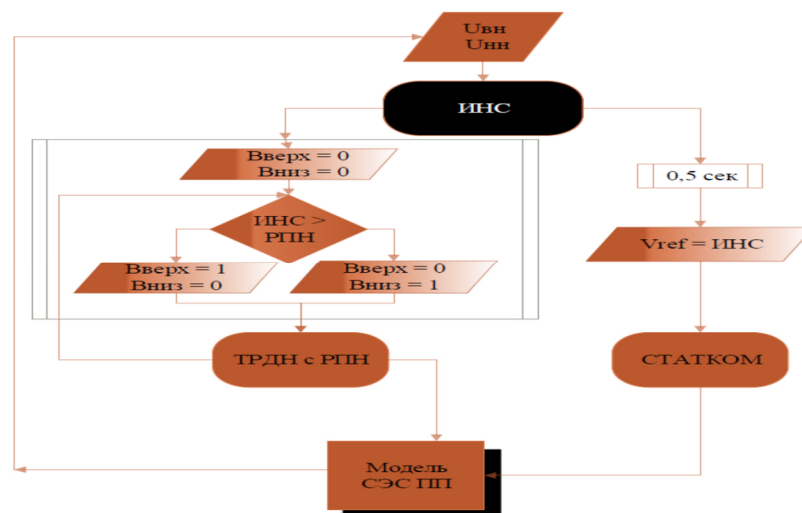 Uвн
Uнн
ИНС
Вверх = 0
Вниз = 0
0,5 сек
ИНС >
РПН
Vref = ИНС
Вверх = 1
Вниз = 0
Вверх = 0
Вниз = 1
ТРДН с РПН
СТАТКОМ
Модель
СЭС ПП